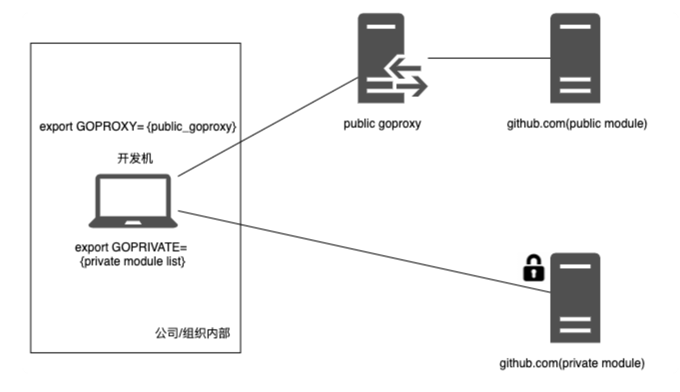 public goproxy
github.com(public module)
export GOPROXY={public_goproxy}
开发机
export GOPRIVATE=
{private module list}
公司/组织内部
github.com(private module)